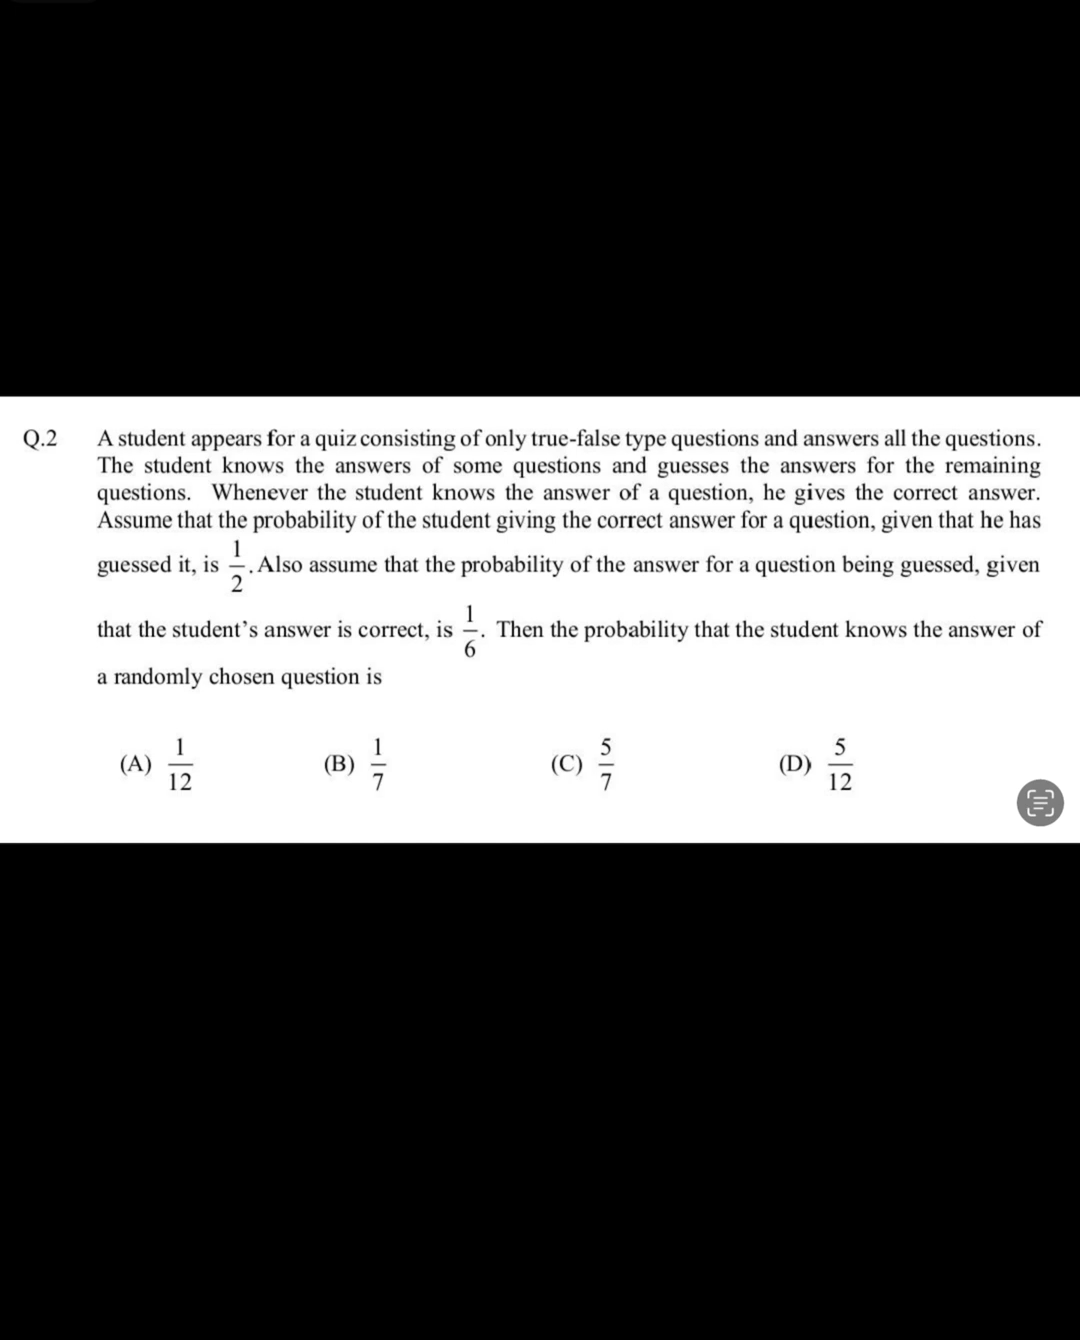 Q.2 A student appears for a quiz consisting of only true-false type questions and answers all the questions.
The student knows the answers of some questions and guesses the answers for the remaining
questions. Whenever the student knows the answer of a question, he gives the correct answer.
Assume that the probability of the student giving the correct answer for a question, given that he has
guessed it, is 1/2. Also assume that the probability of the answer for a question being guessed, given
that the student’s answer is correct, is 1/6. Then the probability that the student knows the answer of
a randomly chosen question is
(A) 1/12 (B) 1/7 (C) 5/7 (D) 5/12